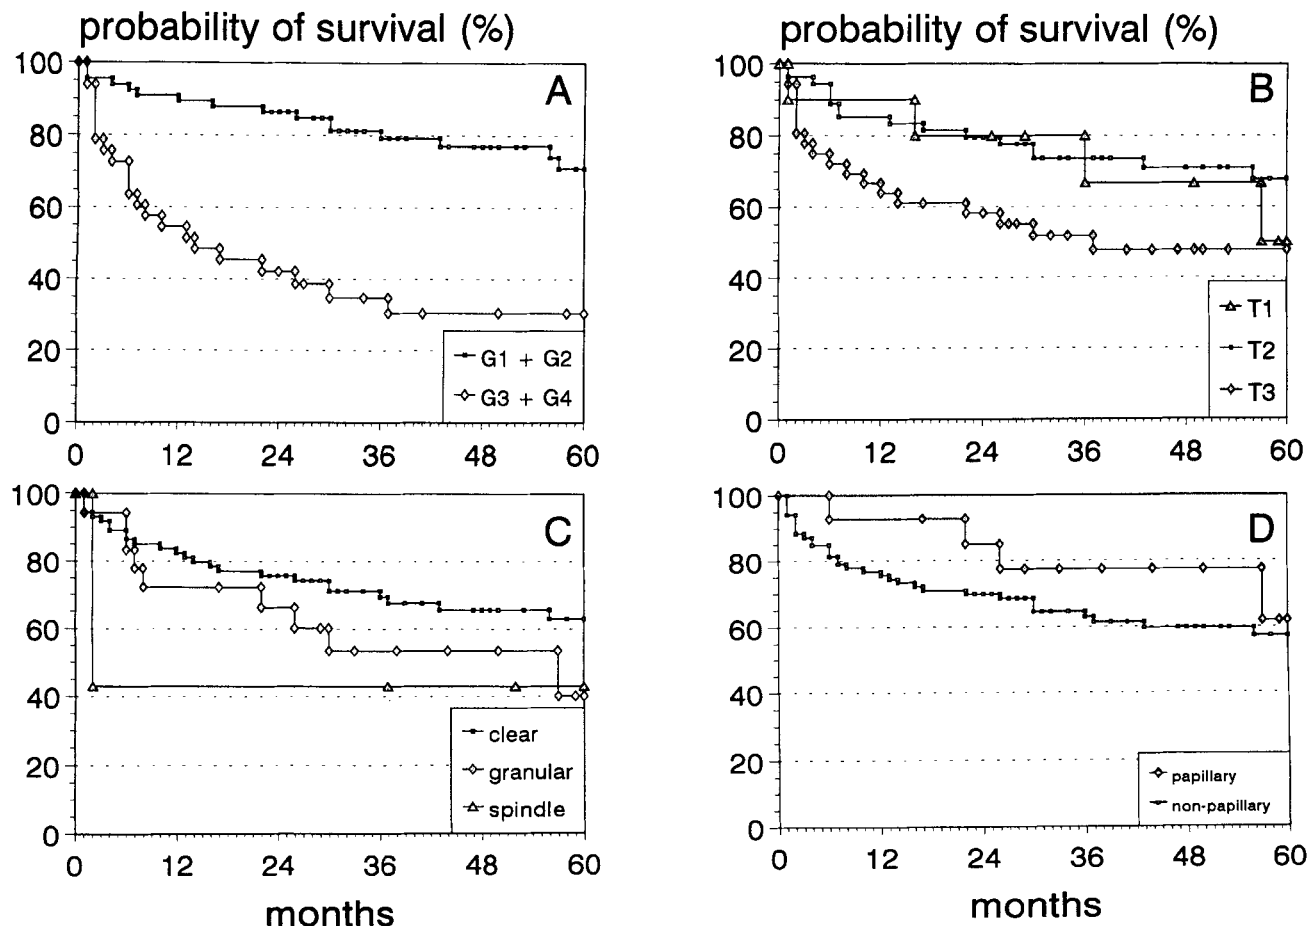 probability of survival (%)
A
100
80
60
40
20
0
0 12 24 36 48 60
G1 + G2
G3 + G4
probability of survival (%)
B
100
80
60
40
20
0
0 12 24 36 48 60
T1
T2
T3
C
100
80
60
40
20
0
0 12 24 36 48 60
clear
granular
spindle
months
D
100
80
60
40
20
0
0 12 24 36 48 60
papillary
non-papillary
months